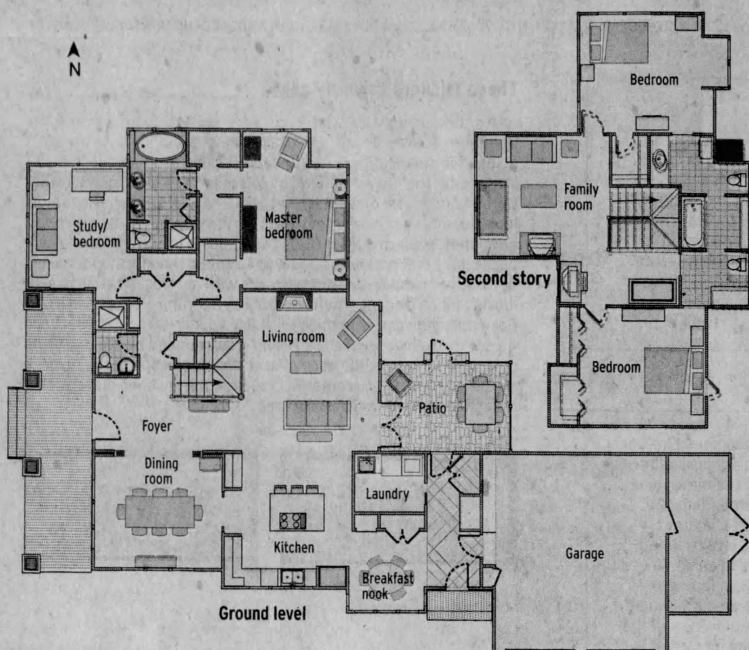 N
Bedroom
Family
room
Second story
Bedroom
Study/
bedroom
Master
bedroom
Living room
Patio
Foyer
Dining
room
Laundry
Kitchen
Breakfast
nook
Garage
Ground level